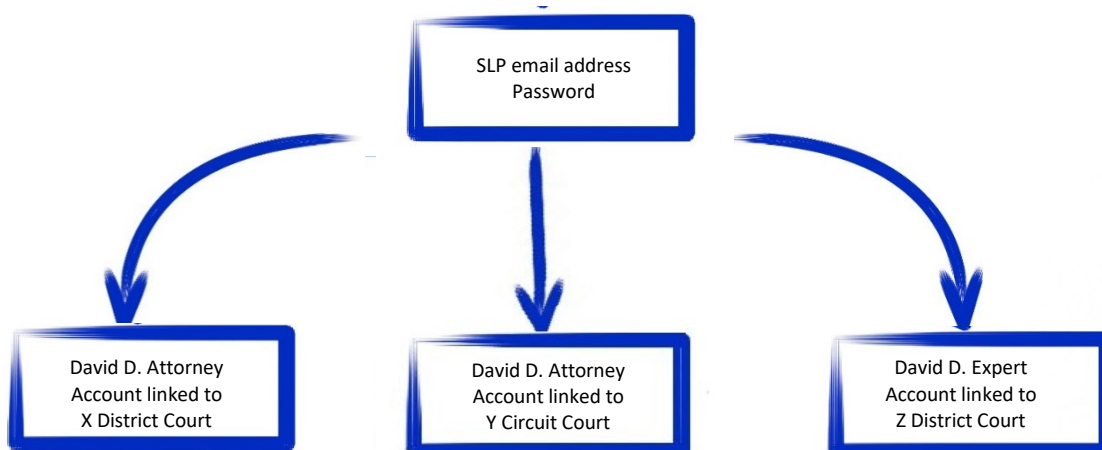 SLP email address
Password
David D. Attorney
Account linked to
X District Court
David D. Attorney
Account linked to
Y Circuit Court
David D. Expert
Account linked to
Z District Court